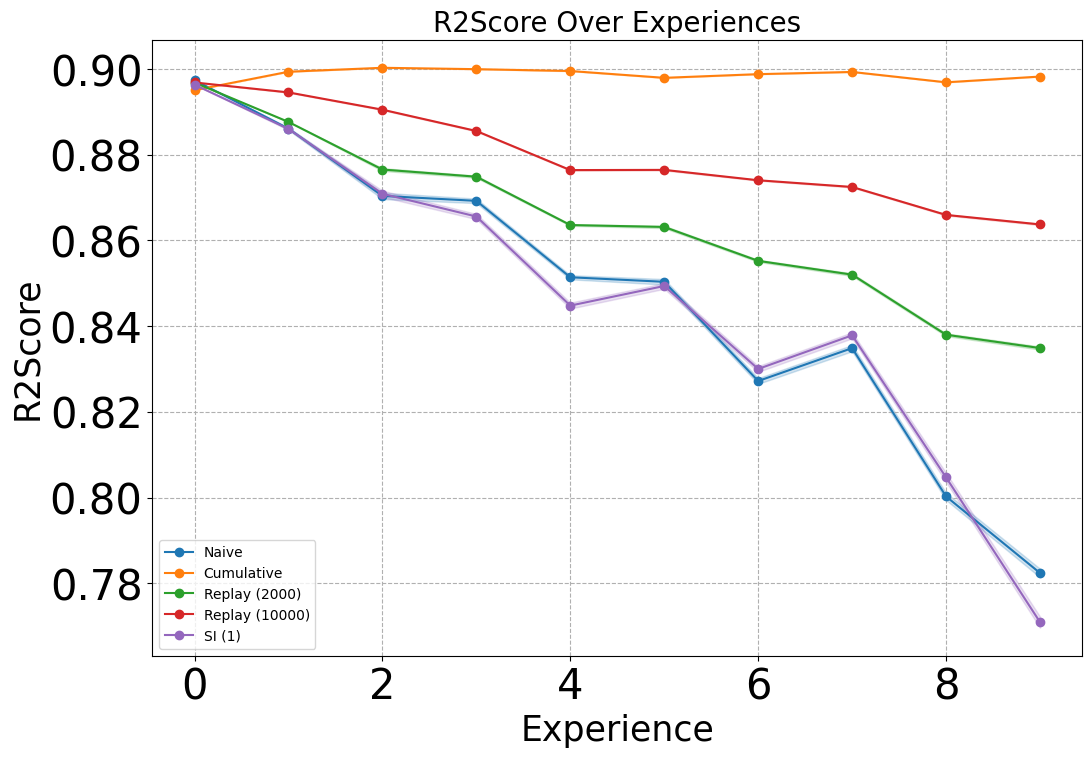 R2Score Over Experiences
R2Score
0.90
0.88
0.86
0.84
0.82
0.80
0.78
Naive
Cumulative
Replay (2000)
Replay (10000)
SI (1)
0 2 4 6 8
Experience